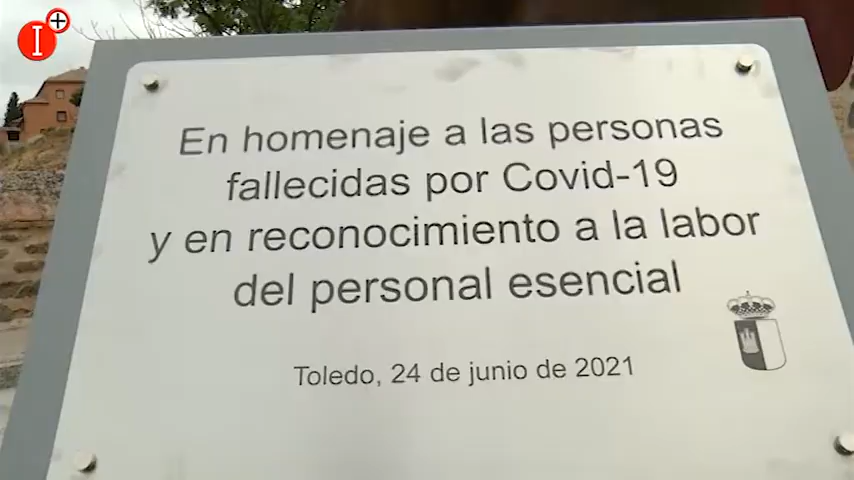 I+
En homenaje a las personas
fallecidas por Covid-19
y en reconocimiento a la labor
del personal esencial
Toledo, 24 de junio de 2021